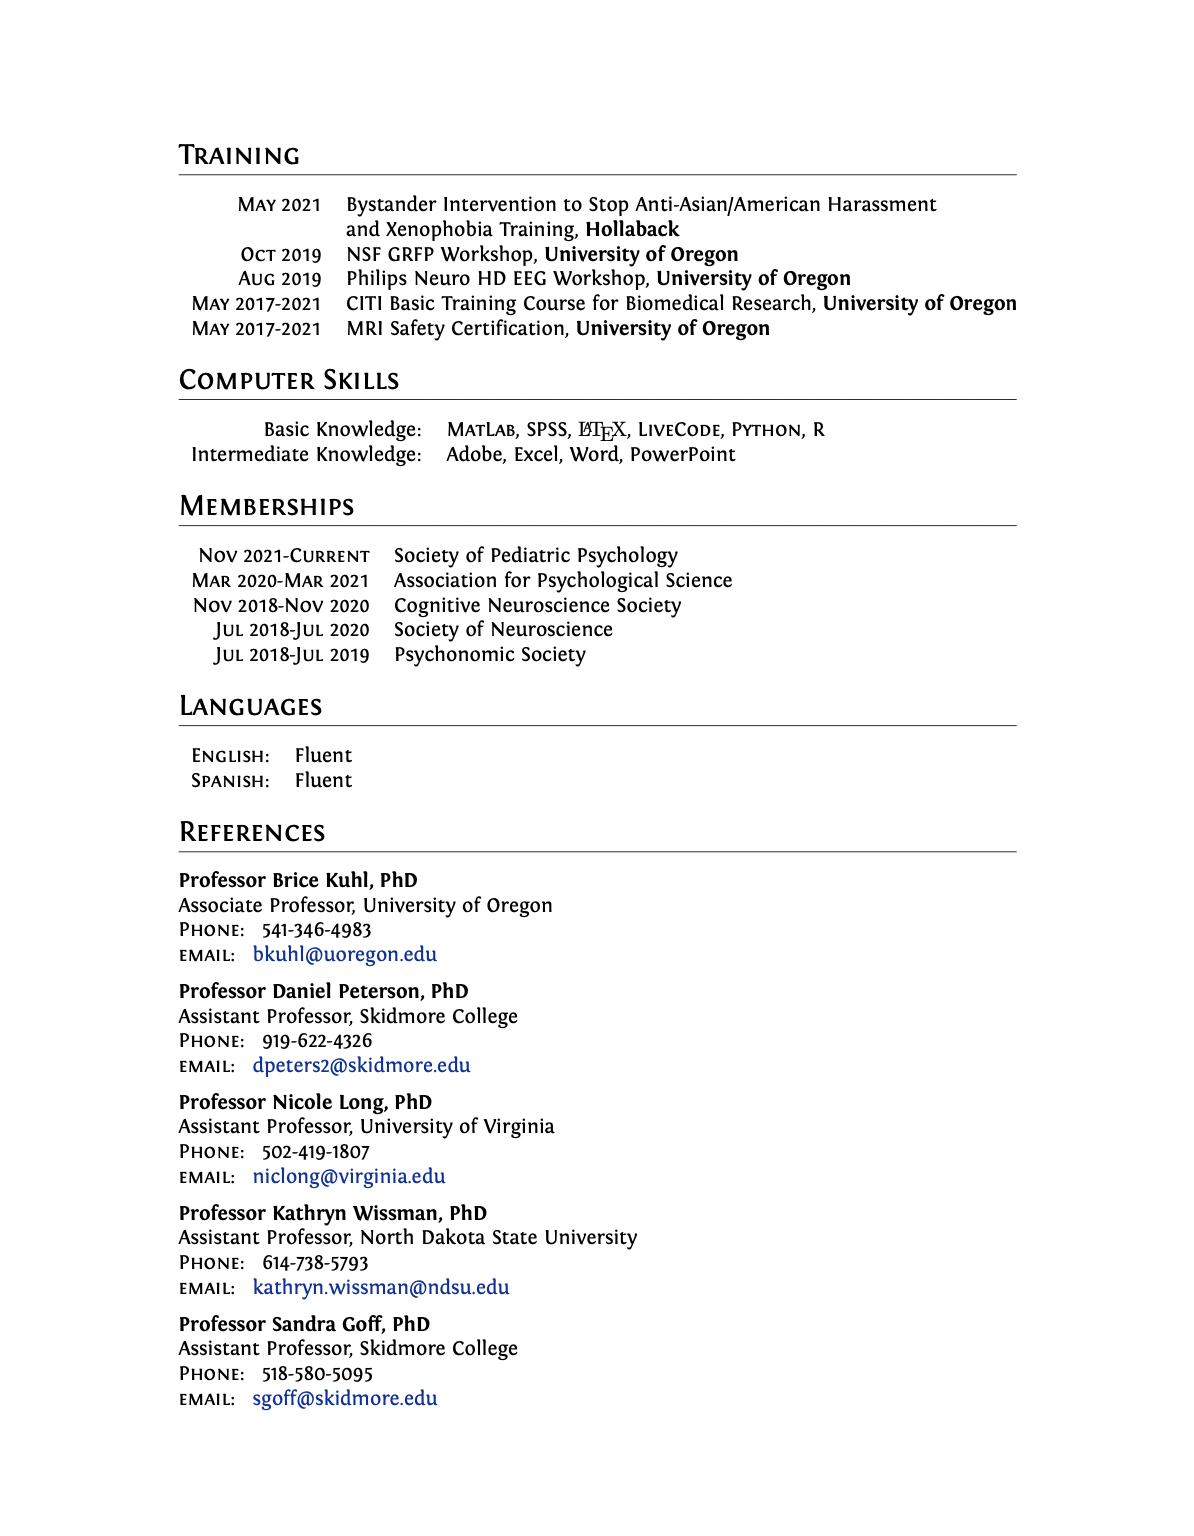 Training
May 2021 Bystander Intervention to Stop Anti-Asian/American Harassment
and Xenophobia Training, Hollaback
Oct 2019 NSF GRFP Workshop, University of Oregon
Aug 2019 Philips Neuro HD EEG Workshop, University of Oregon
May 2017-2021 CITI Basic Training Course for Biomedical Research, University of Oregon
May 2017-2021 MRI Safety Certification, University of Oregon
Computer Skills
Basic Knowledge: MatLab, SPSS, LATEX, LiveCode, Python, R
Intermediate Knowledge: Adobe, Excel, Word, PowerPoint
Memberships
Nov 2021-Current Society of Pediatric Psychology
Mar 2020-Mar 2021 Association for Psychological Science
Nov 2018-Nov 2020 Cognitive Neuroscience Society
Jul 2018-Jul 2020 Society of Neuroscience
Jul 2018-Jul 2019 Psychonomic Society
Languages
English: Fluent
Spanish: Fluent
References
Professor Brice Kuhl, PhD
Associate Professor, University of Oregon
Phone: 541-346-4983
email: bkuhl@uoregon.edu
Professor Daniel Peterson, PhD
Assistant Professor, Skidmore College
Phone: 919-622-4326
email: dpeters2@skidmore.edu
Professor Nicole Long, PhD
Assistant Professor, University of Virginia
Phone: 502-419-1807
email: niclong@virginia.edu
Professor Kathryn Wissman, PhD
Assistant Professor, North Dakota State University
Phone: 614-738-5793
email: kathryn.wissman@ndsu.edu
Professor Sandra Goff, PhD
Assistant Professor, Skidmore College
Phone: 518-580-5095
email: sgoff@skidmore.edu